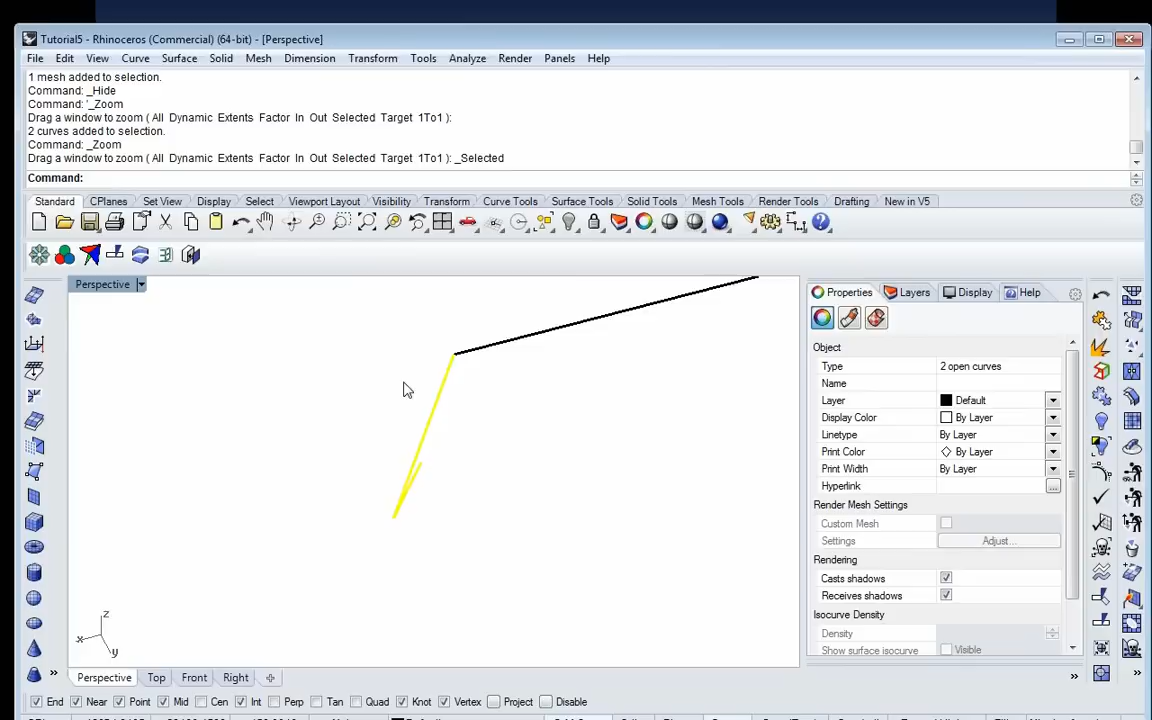 Tutorial5 - Rhinoceros (Commercial) (64-bit) - [Perspective]
File Edit View Curve Surface Solid Mesh Dimension Transform Tools Analyze Render Panels Help
1 mesh added to selection.
Command: _Hide
Command: '_Zoom
Drag a window to zoom ( All Dynamic Extents Factor In Out Selected Target 1To1 ):
2 curves added to selection.
Command: _Zoom
Drag a window to zoom ( All Dynamic Extents Factor In Out Selected Target 1To1 ): _Selected
Command:
Standard CPlanes Set View Display Select Viewport Layout Visibility Transform Curve Tools Surface Tools Solid Tools Mesh Tools Render Tools Drafting New in V5
Perspective
Properties Layers Display Help
Object
Type 2 open curves
Name
Layer Default
Display Color By Layer
Linetype By Layer
Print Color By Layer
Print Width By Layer
Hyperlink ...
Render Mesh Settings
Custom Mesh
Settings Adjust...
Rendering
Casts shadows
Receives shadows
Isocurve Density
Density
Show surface isocurve Visible
z
x
y
Perspective Top Front Right
End Near Point Mid Cen Int Perp Tan Quad Knot Vertex Project Disable